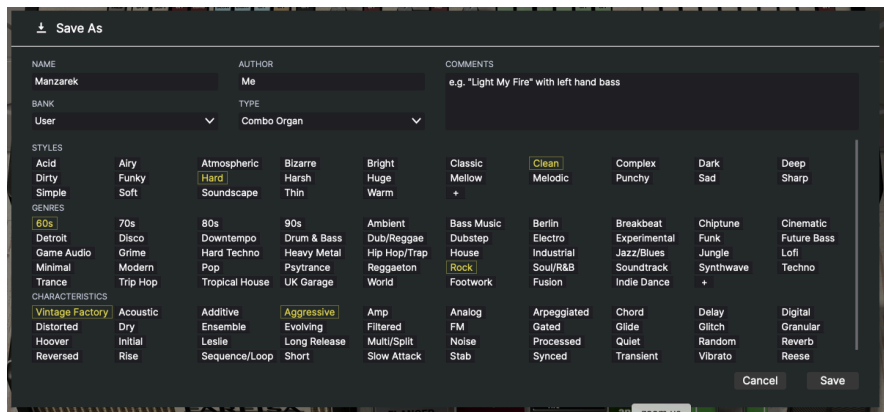 Save As
NAME AUTHOR COMMENTS
Manzarek Me e.g. "Light My Fire" with left hand bass
BANK TYPE
User Combo Organ
STYLES
Acid Airy Atmospheric Bizarre Bright Classic Clean Complex Dark Deep
Dirty Funky Hard Harsh Huge Mellow Melodic Punchy Sad Sharp
Simple Soft Soundscape Thin Warm +
GENRES
60s 70s 80s 90s Ambient Bass Music Berlin Breakbeat Chiptune Cinematic
Detroit Disco Downtempo Drum & Bass Dub/Reggae Dubstep Electro Experimental Funk Future Bass
Game Audio Grime Hard Techno Heavy Metal Hip Hop/Trap House Industrial Jazz/Blues Jungle Lofi
Minimal Modern Pop Psytrance Reggaeton Rock Soul/R&B Soundtrack Synthwave Techno
Trance Trip Hop Tropical House UK Garage World Footwork Fusion Indie Dance +
CHARACTERISTICS
Vintage Factory Acoustic Additive Aggressive Amp Analog Arpeggiated Chord Delay Digital
Distorted Dry Ensemble Evolving Filtered FM Gated Glide Glitch Granular
Hoover Initial Leslie Long Release Multi/Split Noise Processed Quiet Random Reverb
Reversed Rise Sequence/Loop Short Slow Attack Stab Synced Transient Vibrato Reese
Cancel Save